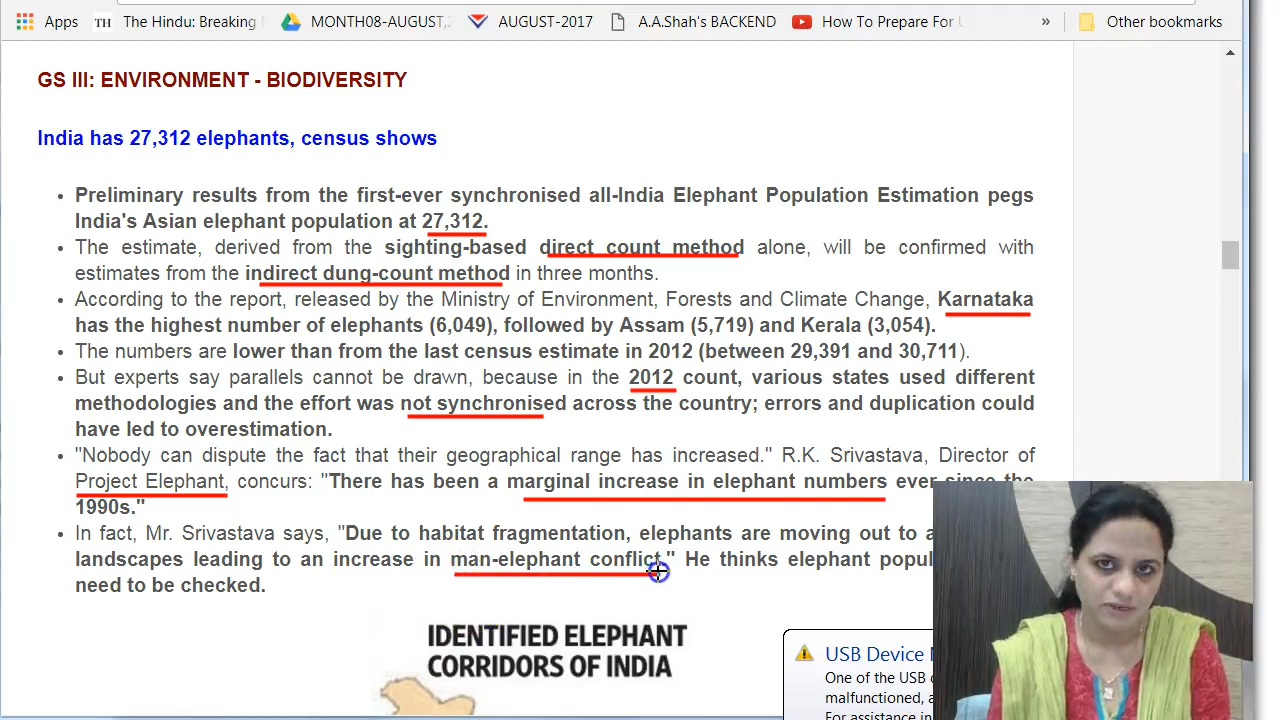 Apps TH The Hindu: Breaking MONTH08-AUGUST, AUGUST-2017 A.A.Shah's BACKEND How To Prepare For » Other bookmarks
GS III: ENVIRONMENT - BIODIVERSITY
India has 27,312 elephants, census shows
• Preliminary results from the first-ever synchronised all-India Elephant Population Estimation pegs
India's Asian elephant population at 27,312.
• The estimate, derived from the sighting-based direct count method alone, will be confirmed with
estimates from the indirect dung-count method in three months.
• According to the report, released by the Ministry of Environment, Forests and Climate Change, Karnataka
has the highest number of elephants (6,049), followed by Assam (5,719) and Kerala (3,054).
• The numbers are lower than from the last census estimate in 2012 (between 29,391 and 30,711).
• But experts say parallels cannot be drawn, because in the 2012 count, various states used different
methodologies and the effort was not synchronised across the country; errors and duplication could
have led to overestimation.
• "Nobody can dispute the fact that their geographical range has increased." R.K. Srivastava, Director of
Project Elephant, concurs: "There has been a marginal increase in elephant numbers ever since the
1990s."
• In fact, Mr. Srivastava says, "Due to habitat fragmentation, elephants are moving out to
landscapes leading to an increase in man-elephant conflict." He thinks elephant
need to be checked.
IDENTIFIED ELEPHANT
CORRIDORS OF INDIA
USB Device
One of the USB
malfunctioned,
For assistance in